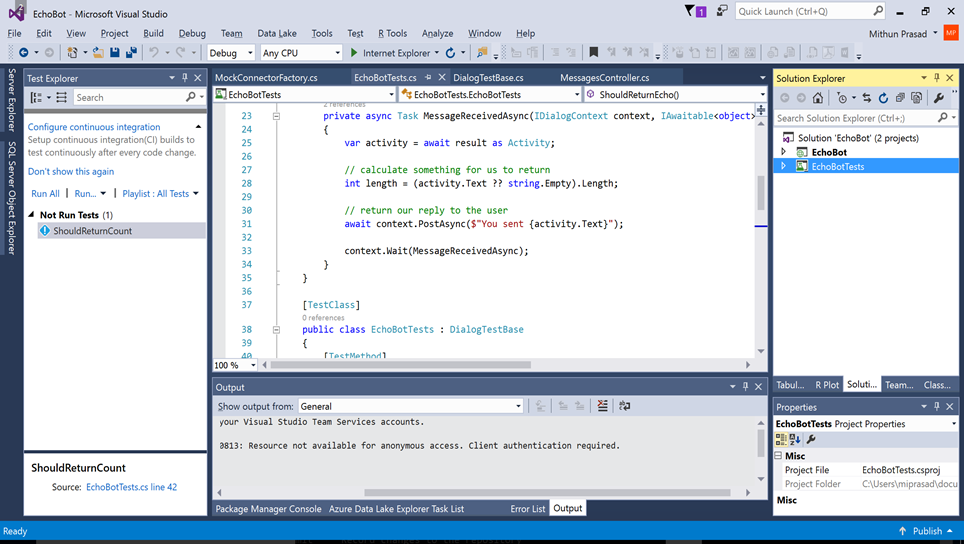 EchoBot - Microsoft Visual Studio
1
Quick Launch (Ctrl+Q)
File Edit View Project Build Debug Team Data Lake Tools Test R Tools Analyze Window Help
Mithun Prasad
MP
Debug Any CPU Internet Explorer
Server Explorer
SQL Server Object Explorer
Test Explorer
Search
Configure continuous integration
Setup continuous integration(CI) builds to
test continuously after every code change.
Don't show this again
Run All | Run... | Playlist : All Tests
Not Run Tests (1)
ShouldReturnCount
ShouldReturnCount
Source: EchoBotTests.cs line 42
MockConnectorFactory.cs EchoBotTests.cs DialogTestBase.cs MessagesController.cs
EchoBotTests EchoBotTests.EchoBotTests ShouldReturnEcho()
2 references
23 private async Task MessageReceivedAsync(IDialogContext context, IAwaitable<object>
24 {
25 var activity = await result as Activity;
26
27 // calculate something for us to return
28 int length = (activity.Text ?? string.Empty).Length;
29
30 // return our reply to the user
31 await context.PostAsync($"You sent {activity.Text}");
32
33 context.Wait(MessageReceivedAsync);
34 }
35 }
36
37 [TestClass]
0 references
38 public class EchoBotTests : DialogTestBase
39 {
40 [TestMethod]
100 %
Output
Show output from: General
your Visual Studio Team Services accounts.
0813: Resource not available for anonymous access. Client authentication required.
Package Manager Console Azure Data Lake Explorer Task List Error List Output
Solution Explorer
Search Solution Explorer (Ctrl+;)
Solution 'EchoBot' (2 projects)
EchoBot
EchoBotTests
Tabul... R Plot Soluti... Team... Class...
Properties
EchoBotTests Project Properties
Misc
Project File EchoBotTests.csproj
Project Folder C:\Users\miprasad\docu
Misc
Ready
Publish